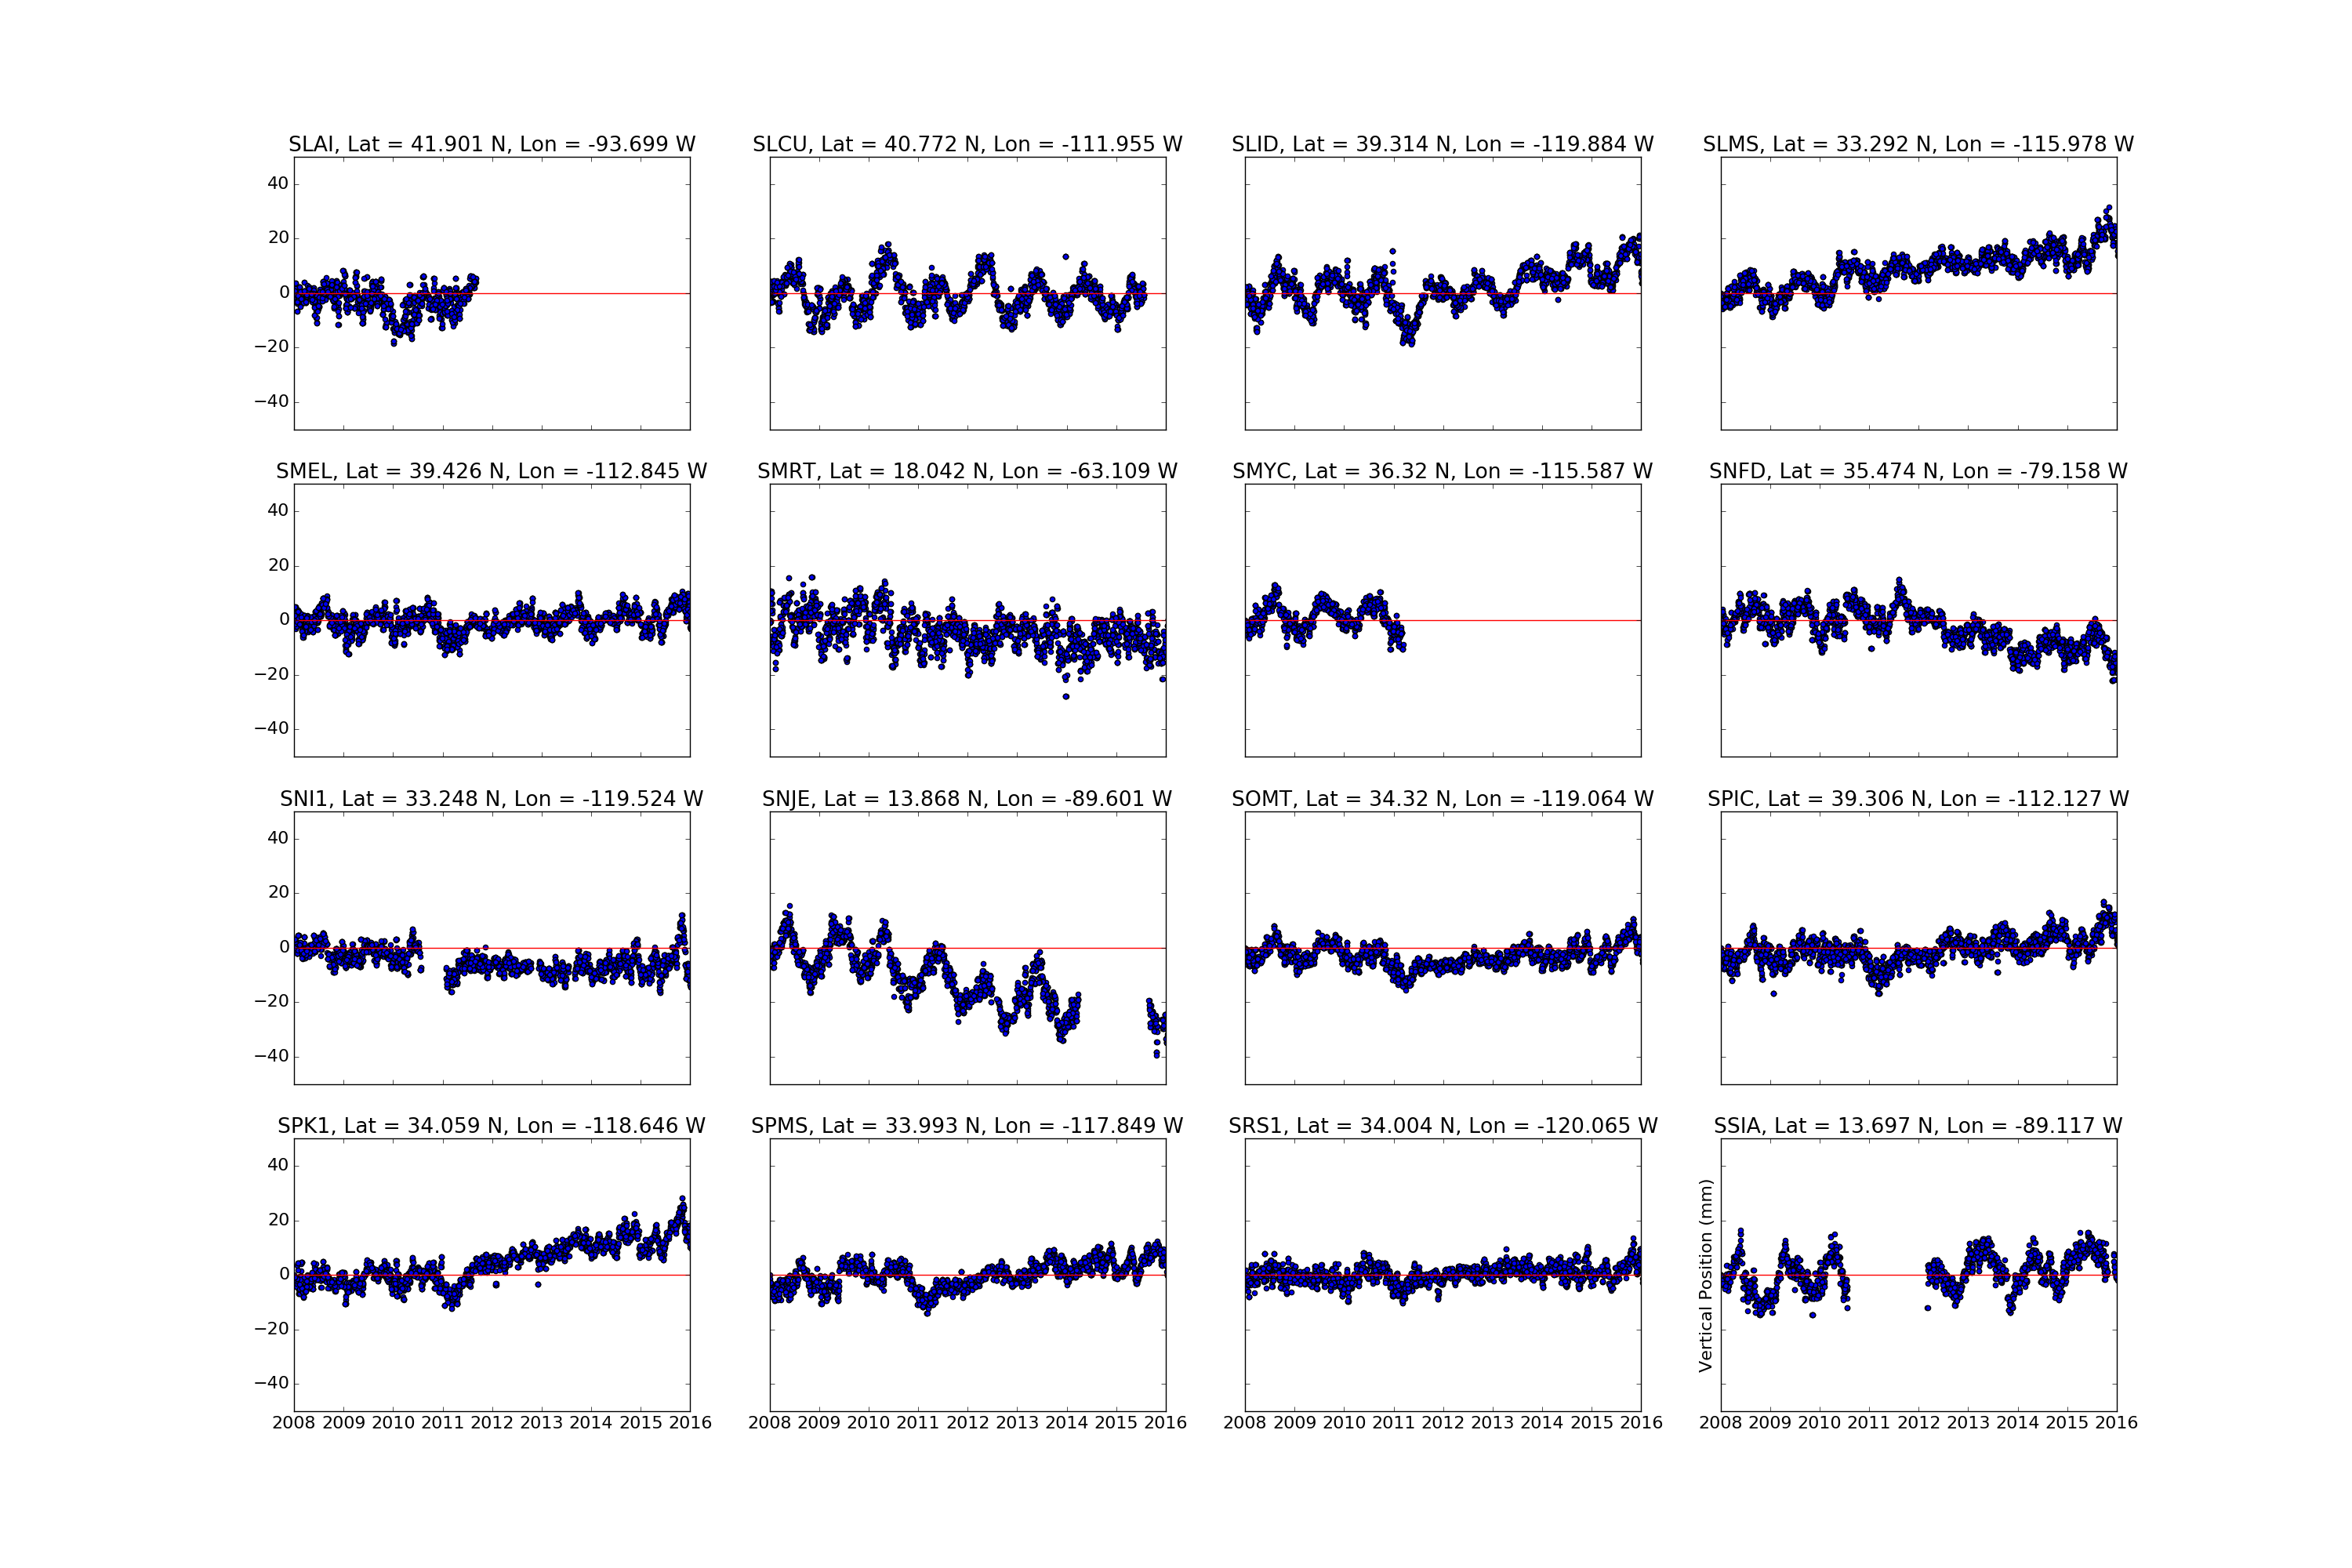 SLAI, Lat = 41.901 N, Lon = -93.699 W
SLCU, Lat = 40.772 N, Lon = -111.955 W
SLID, Lat = 39.314 N, Lon = -119.884 W
SLMS, Lat = 33.292 N, Lon = -115.978 W
40
20
0
−20
−40
SMEL, Lat = 39.426 N, Lon = -112.845 W
SMRT, Lat = 18.042 N, Lon = -63.109 W
SMYC, Lat = 36.32 N, Lon = -115.587 W
SNFD, Lat = 35.474 N, Lon = -79.158 W
40
20
0
−20
−40
SNI1, Lat = 33.248 N, Lon = -119.524 W
SNJE, Lat = 13.868 N, Lon = -89.601 W
SOMT, Lat = 34.32 N, Lon = -119.064 W
SPIC, Lat = 39.306 N, Lon = -112.127 W
40
20
0
−20
−40
SPK1, Lat = 34.059 N, Lon = -118.646 W
SPMS, Lat = 33.993 N, Lon = -117.849 W
SRS1, Lat = 34.004 N, Lon = -120.065 W
SSIA, Lat = 13.697 N, Lon = -89.117 W
40
20
0
−20
−40
Vertical Position (mm)
2008 2009 2010 2011 2012 2013 2014 2015 2016
2008 2009 2010 2011 2012 2013 2014 2015 2016
2008 2009 2010 2011 2012 2013 2014 2015 2016
2008 2009 2010 2011 2012 2013 2014 2015 2016